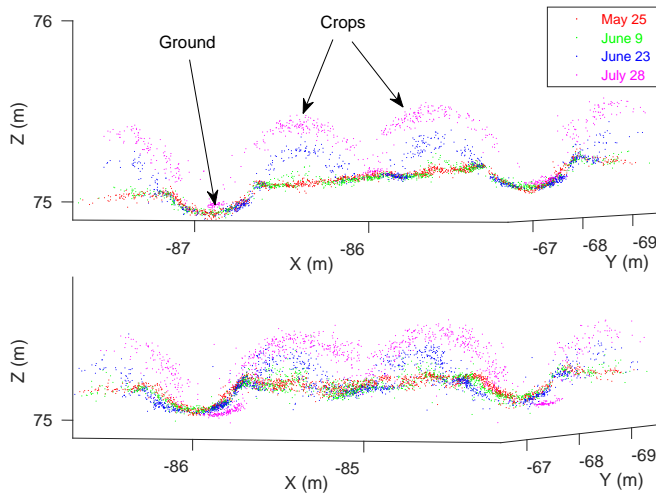 76
May 25
June 9
June 23
July 28
Ground
Crops
Z (m)
75
-87
-86
-67
-68
-69
X (m)
Y (m)
Z (m)
75
-86
-85
-67
-68
-69
X (m)
Y (m)